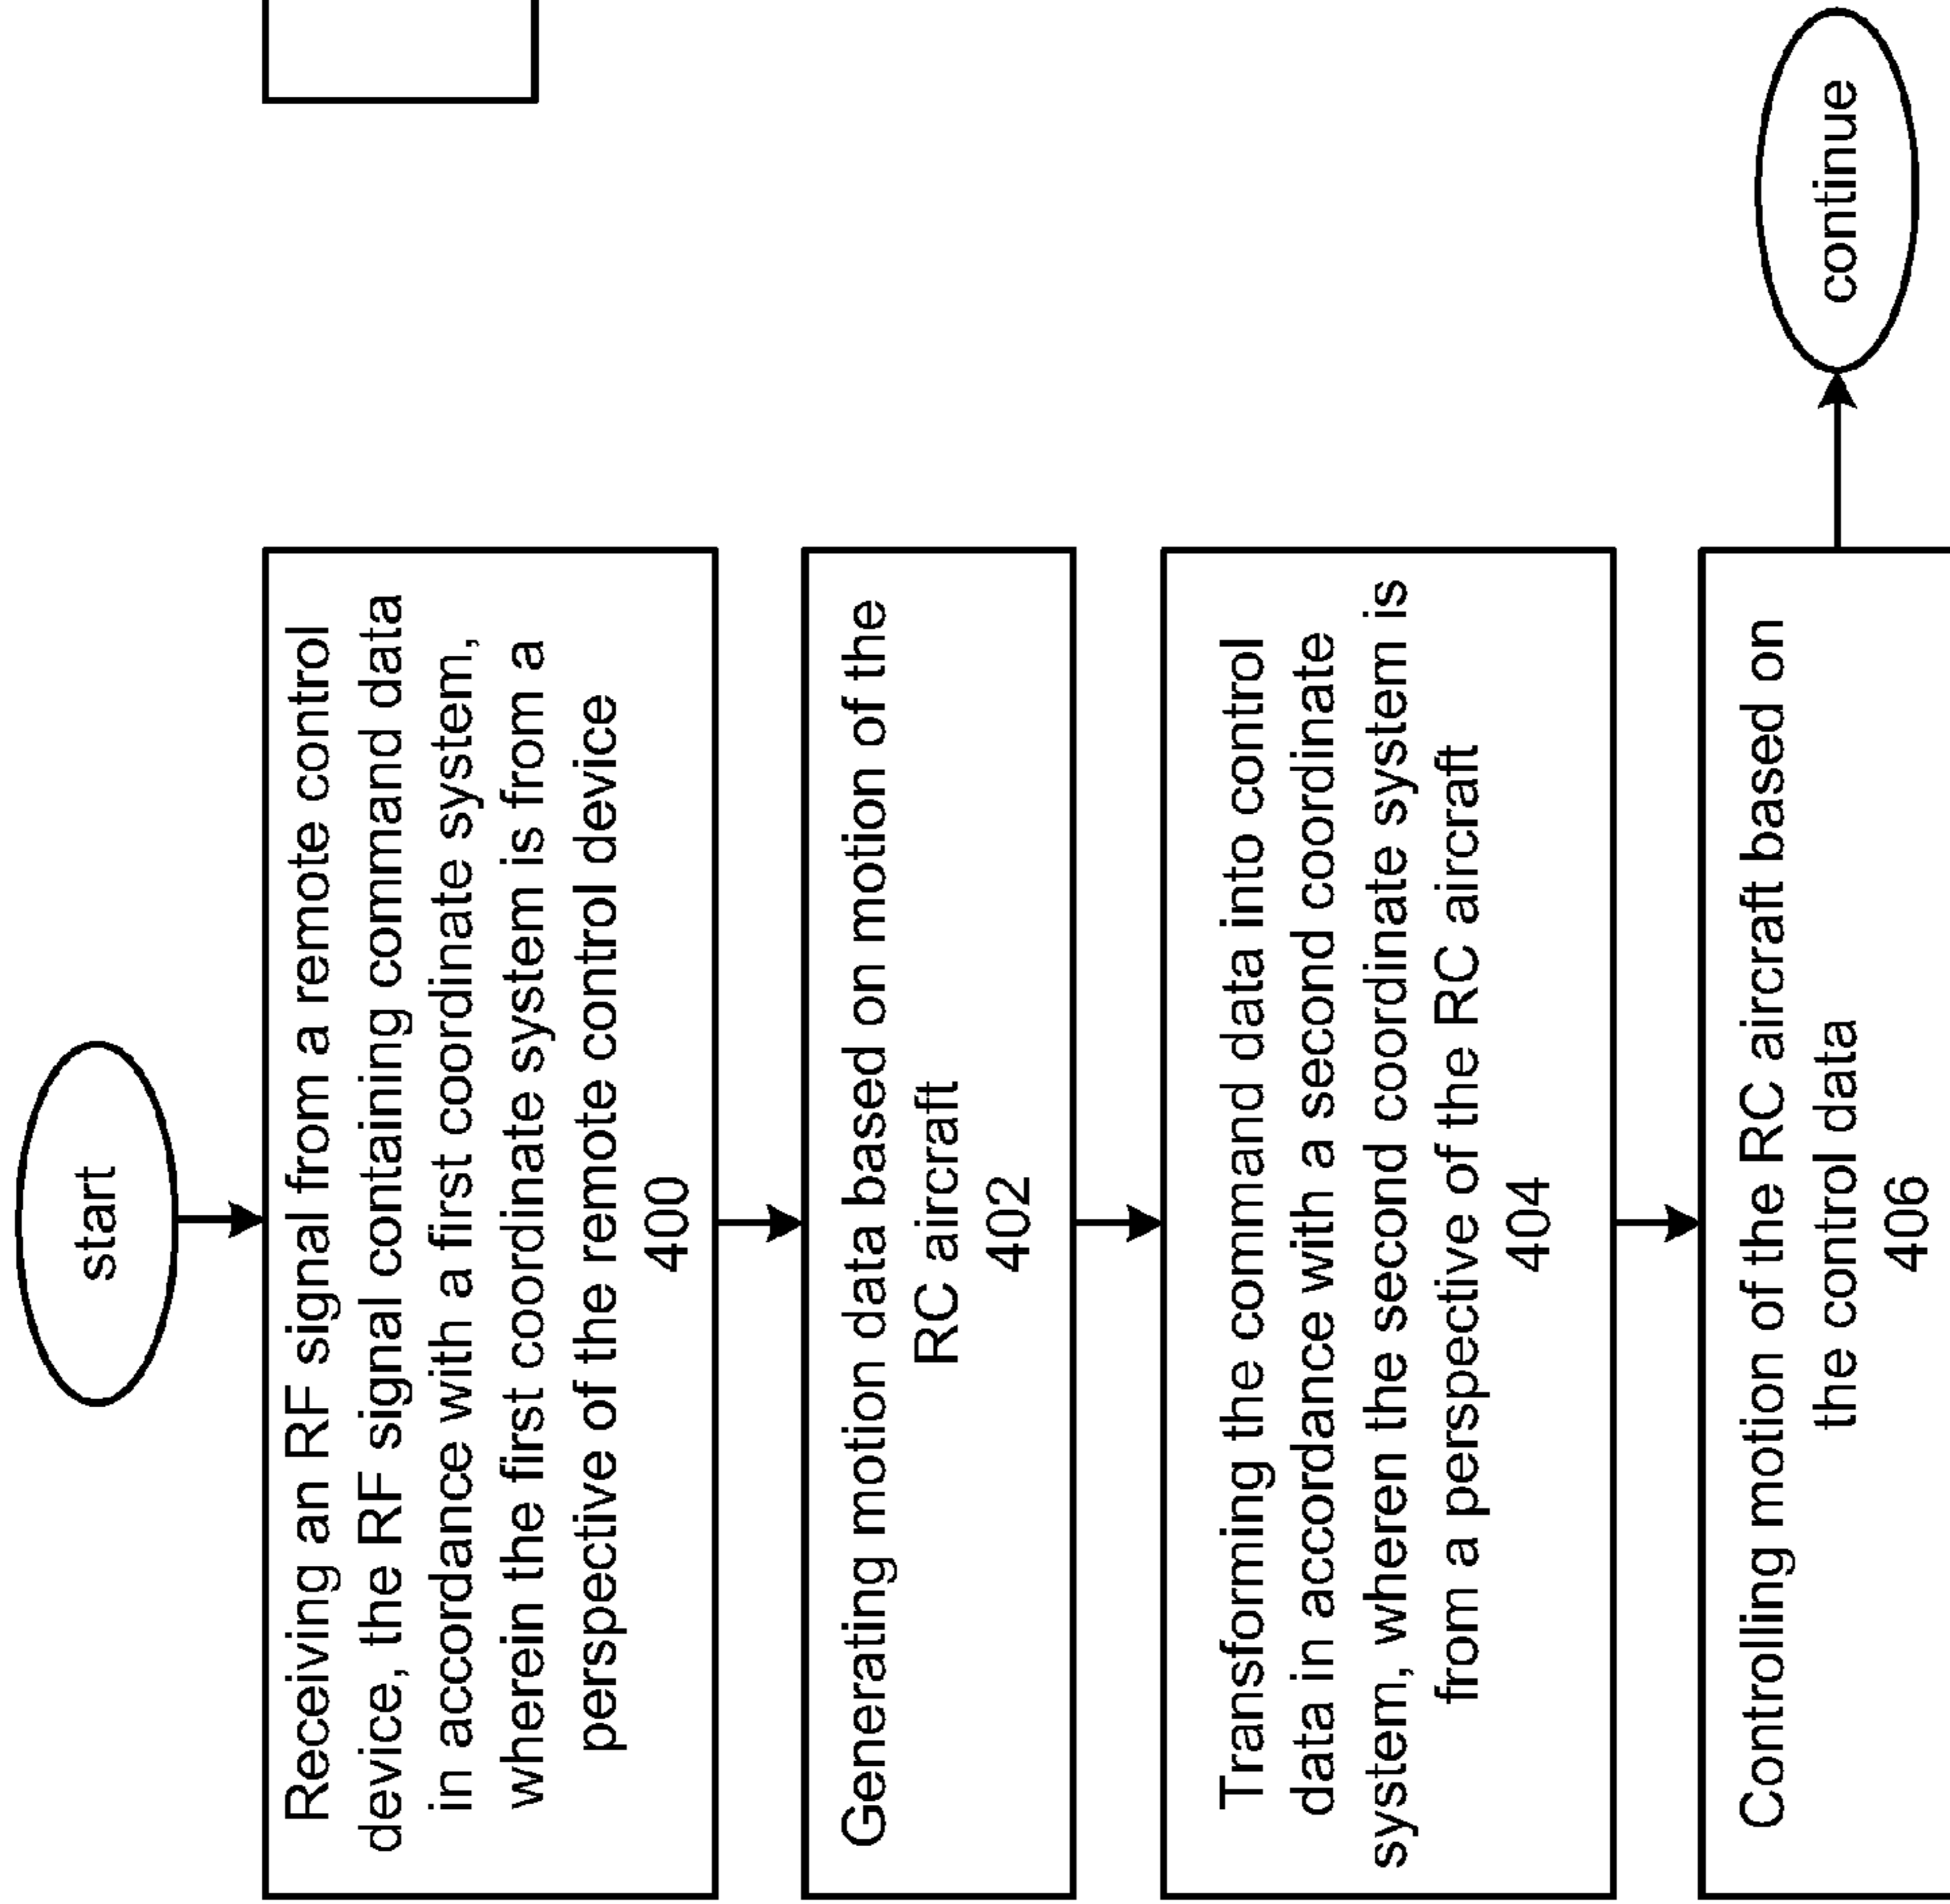 start
Receiving an RF signal from a remote control
device, the RF signal containing command data
in accordance with a first coordinate system,
wherein the first coordinate system is from a
perspective of the remote control device
400
Generating motion data based on motion of the
RC aircraft
402
Transforming the command data into control
data in accordance with a second coordinate
system, wheren the second coordinate system is
from a perspective of the RC aircraft
404
Controlling motion of the RC aircraft based on
the control data
406
continue